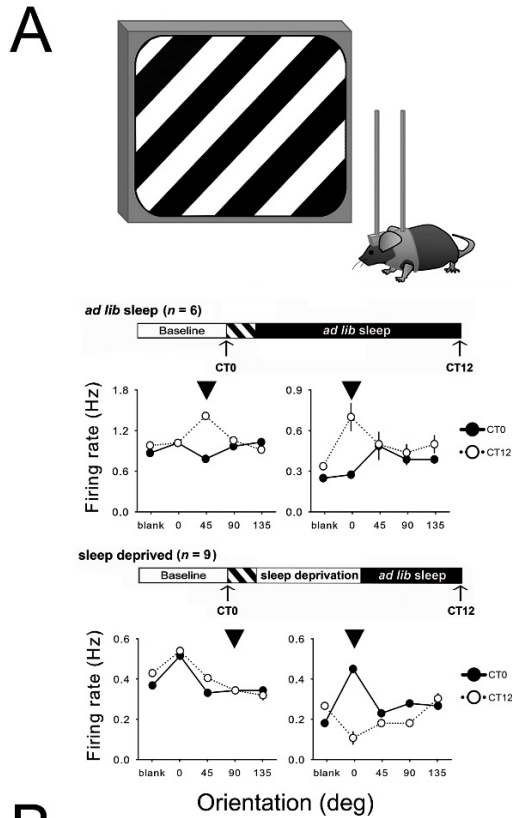 A
ad lib sleep (n = 6)
Baseline ad lib sleep
CT0 CT12
Firing rate (Hz)
1.8
1.2
0.6
0.0
blank 0 45 90 135
0.9
0.6
0.3
0.0
blank 0 45 90 135
CT0
CT12
sleep deprived (n = 9)
Baseline sleep deprivation ad lib sleep
CT0 CT12
Firing rate (Hz)
0.6
0.4
0.2
0.0
blank 0 45 90 135
0.6
0.4
0.2
0.0
blank 0 45 90 135
CT0
CT12
Orientation (deg)